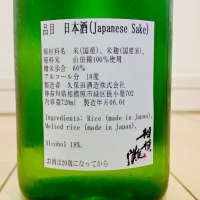 品目 日本酒(Japanese Sake)
原材料名 米(国産)、米麹(国産米)、
原料米 山田錦100%使用
精米歩合 60%
アルコール分 18度
製造者 久保田酒造株式会社
神奈川県相模原市緑区根小屋702
内容量720ml 製造年月06.04
Ingredients: Rice (made in Japan),
Malted rice (made in Japan),
Alcohol 18%
相模灘
お酒は20歳になってから